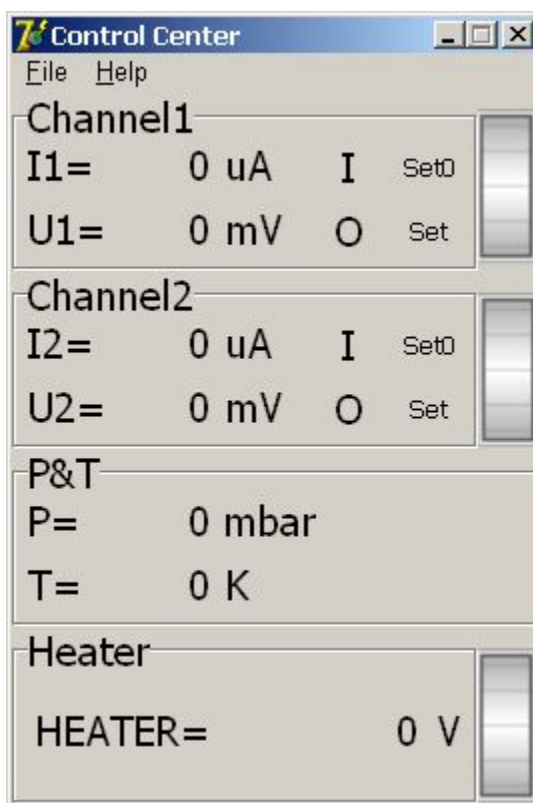 Control Center
File Help
Channel1
I1= 0 uA I Set0
U1= 0 mV O Set
Channel2
I2= 0 uA I Set0
U2= 0 mV O Set
P&T
P= 0 mbar
T= 0 K
Heater
HEATER= 0 V